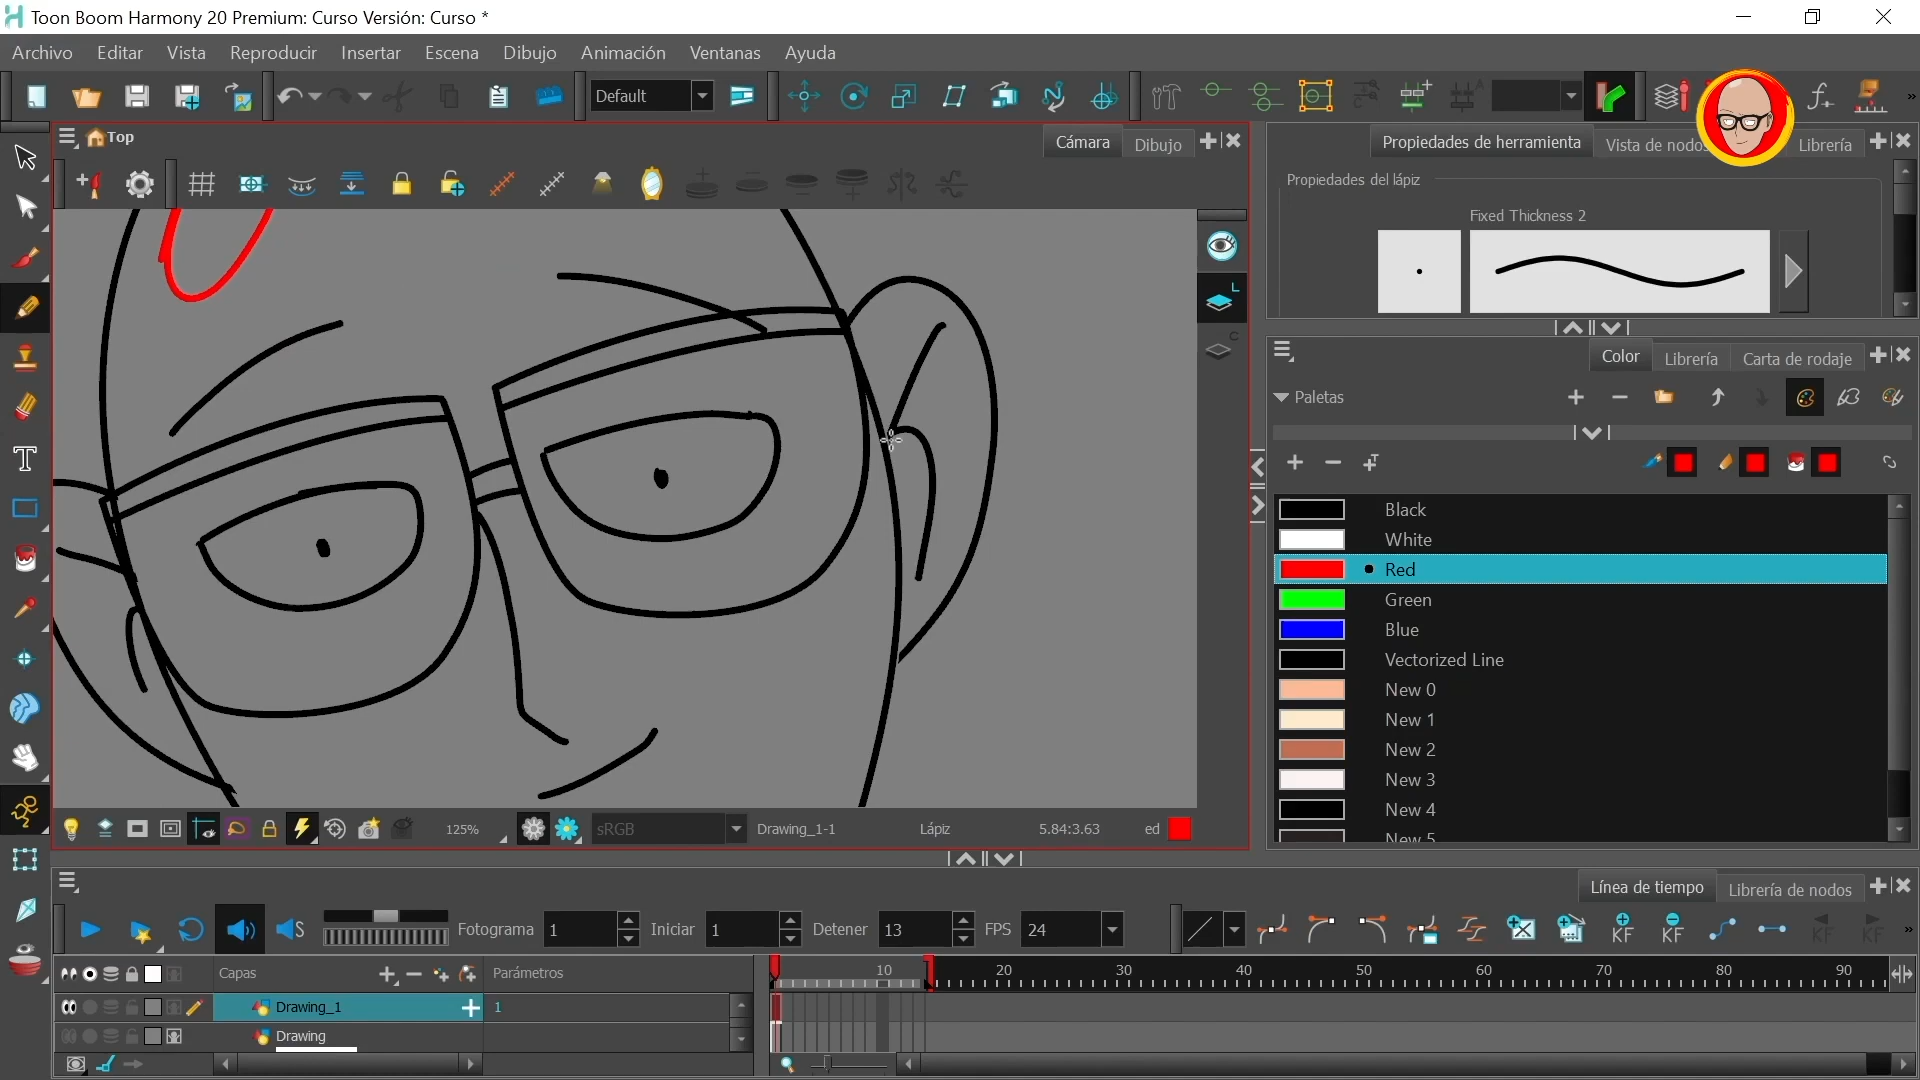 Toon Boom Harmony 20 Premium: Curso Versión: Curso *
Archivo Editar Vista Reproducir Insertar Escena Dibujo Animación Ventanas Ayuda
Default
Top
Cámara
Dibujo
Propiedades de herramienta
Vista de nodos
Librería
Propiedades del lápiz
Fixed Thickness 2
L
C
Color
Librería
Carta de rodaje
Paletas
Black
White
Red
Green
Blue
Vectorized Line
New 0
New 1
New 2
New 3
New 4
New 5
125%
sRGB
Drawing_1-1
Lápiz
5.84:3.63
ed
Línea de tiempo
Librería de nodos
Fotograma 1
Iniciar 1
Detener 13
FPS 24
KF
KF
KF
KF
Capas
Parámetros
10 20 30 40 50 60 70 80 90
Drawing_1
1
Drawing